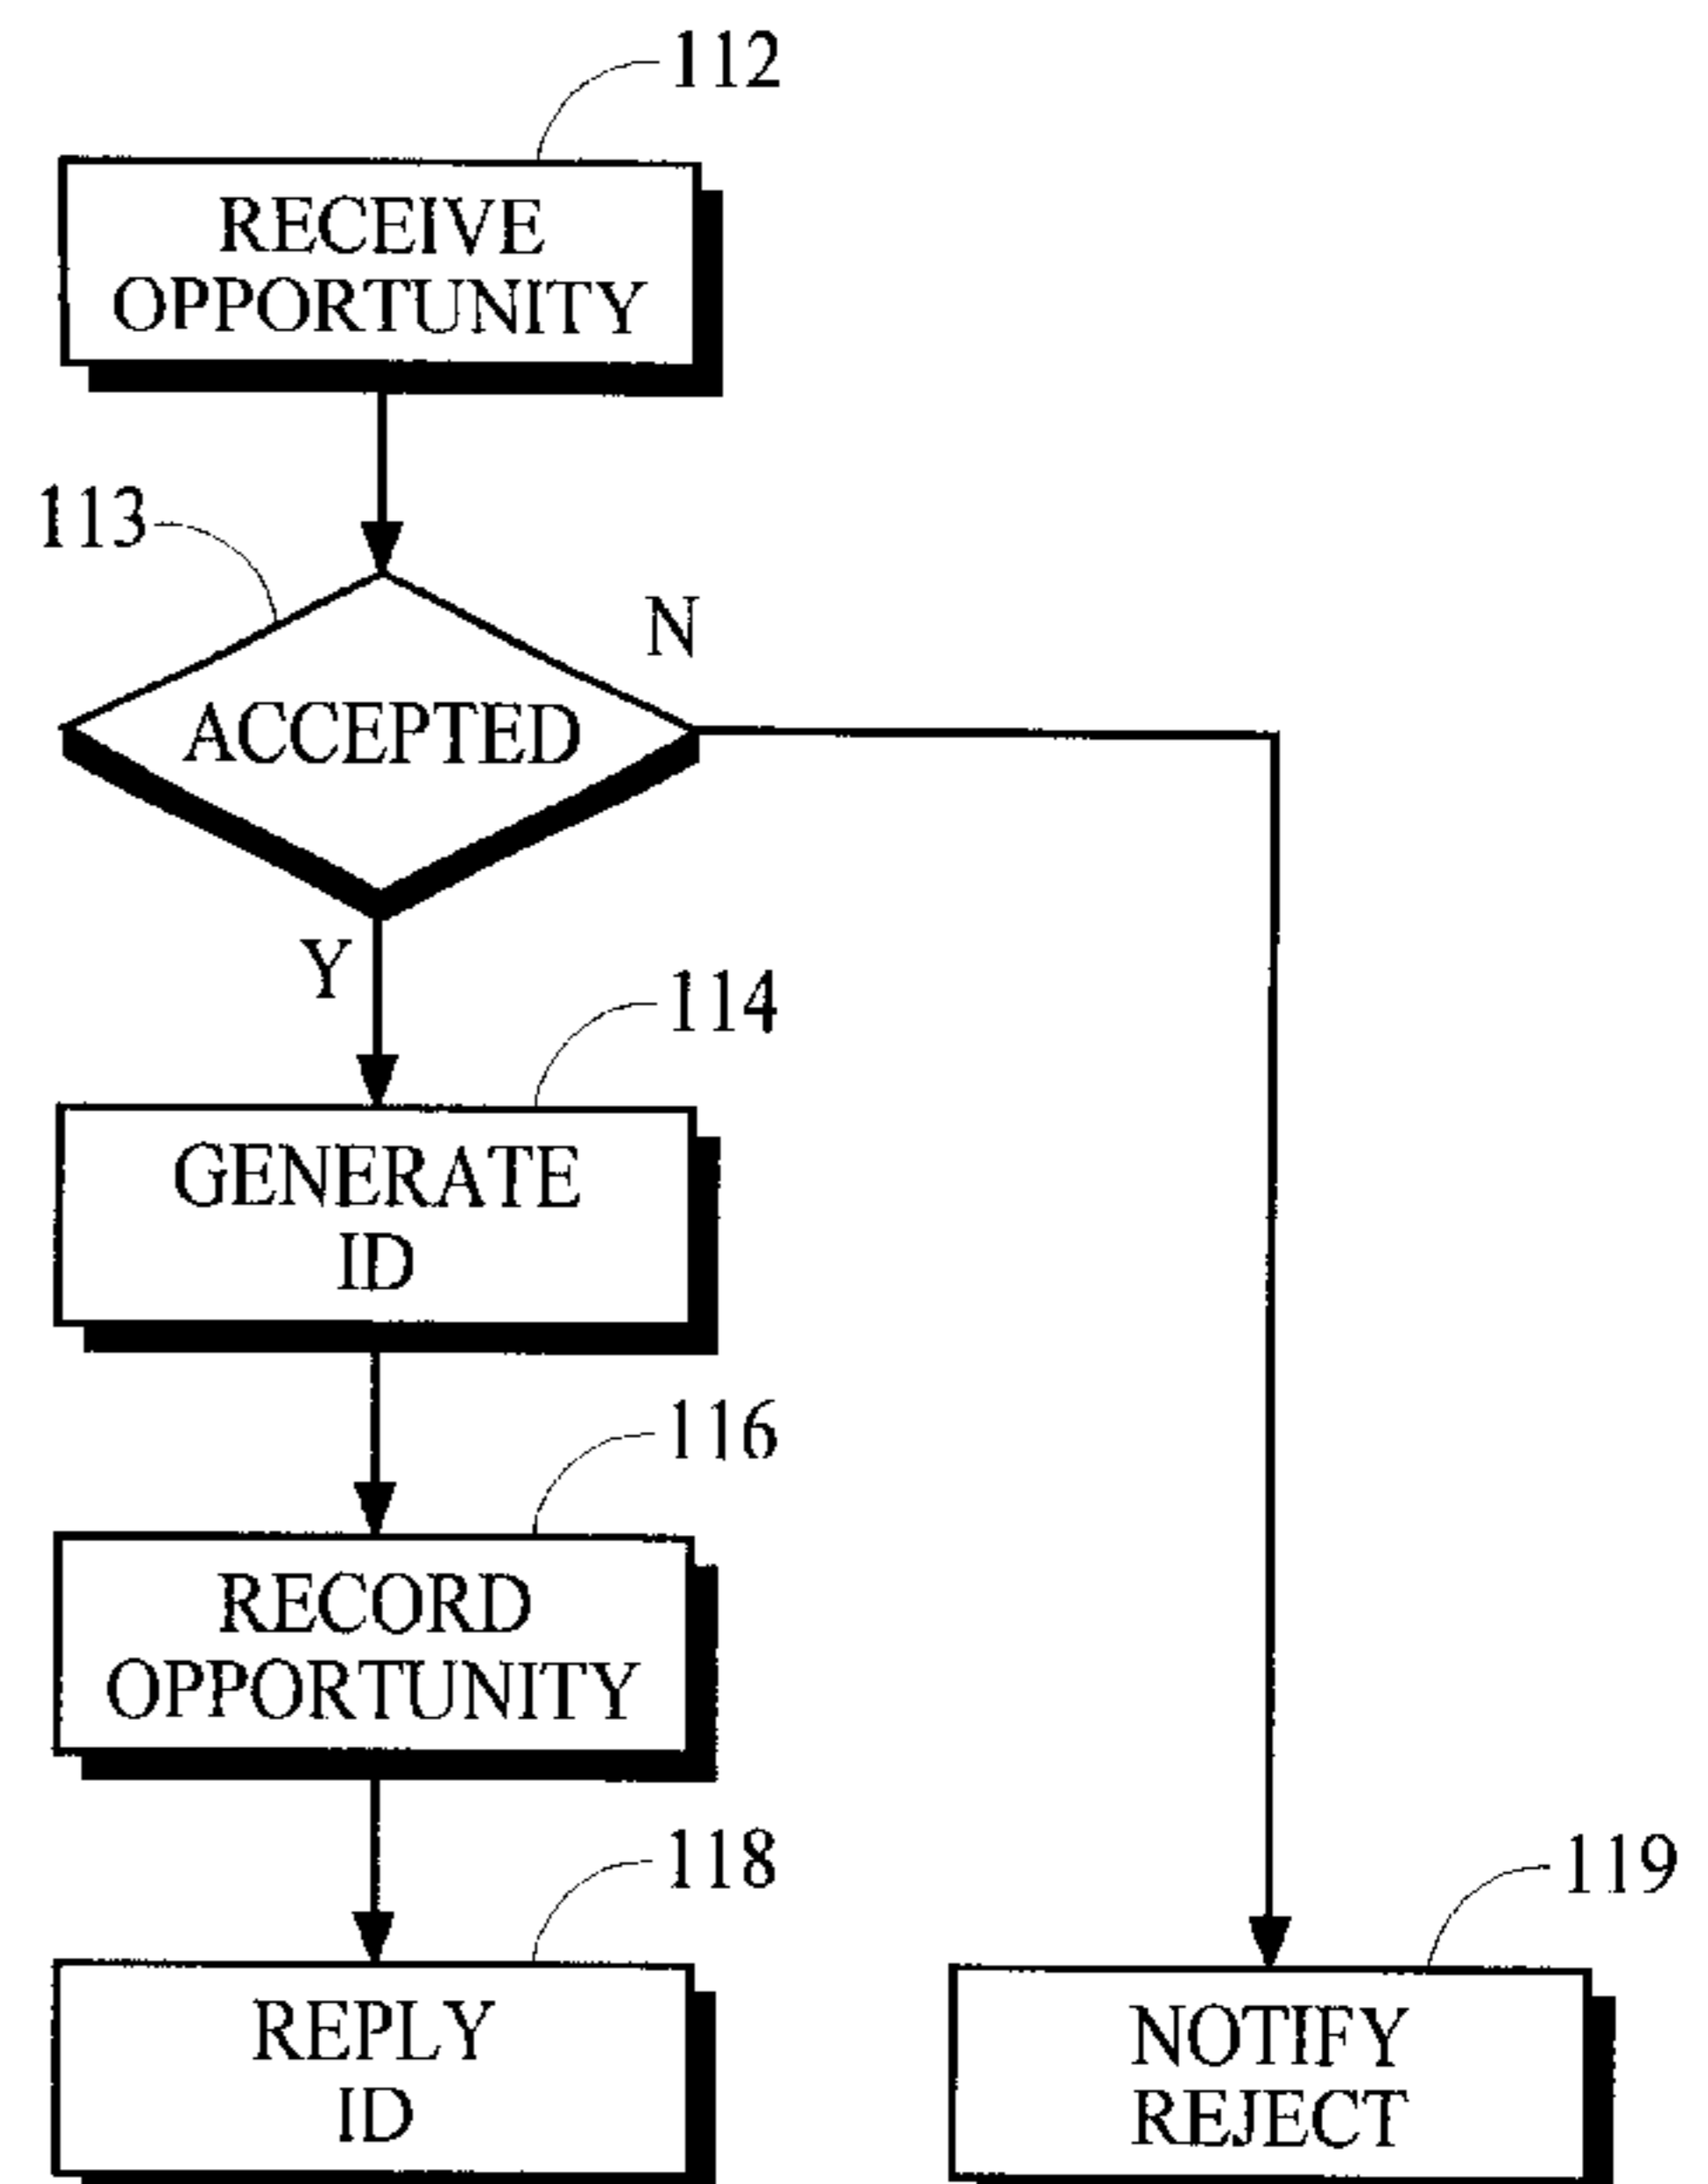 112
RECEIVE
OPPORTUNITY
113
N
ACCEPTED
Y
114
GENERATE
ID
116
RECORD
OPPORTUNITY
118
REPLY
ID
119
NOTIFY
REJECT